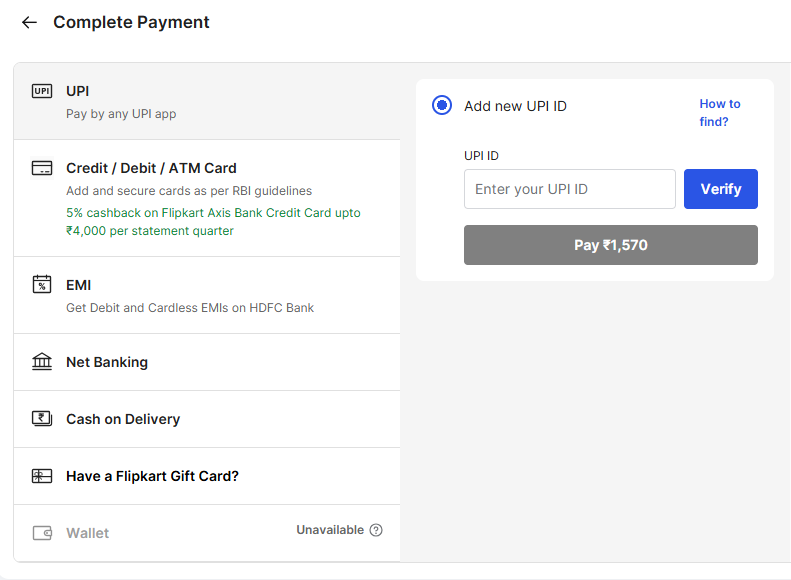 Complete Payment
UPI
UPI
Pay by any UPI app
Credit / Debit / ATM Card
Add and secure cards as per RBI guidelines
5% cashback on Flipkart Axis Bank Credit Card upto
₹4,000 per statement quarter
%
EMI
Get Debit and Cardless EMIs on HDFC Bank
Net Banking
₹
Cash on Delivery
Have a Flipkart Gift Card?
Wallet
Unavailable ?
Add new UPI ID
How to
find?
UPI ID
Enter your UPI ID
Verify
Pay ₹1,570